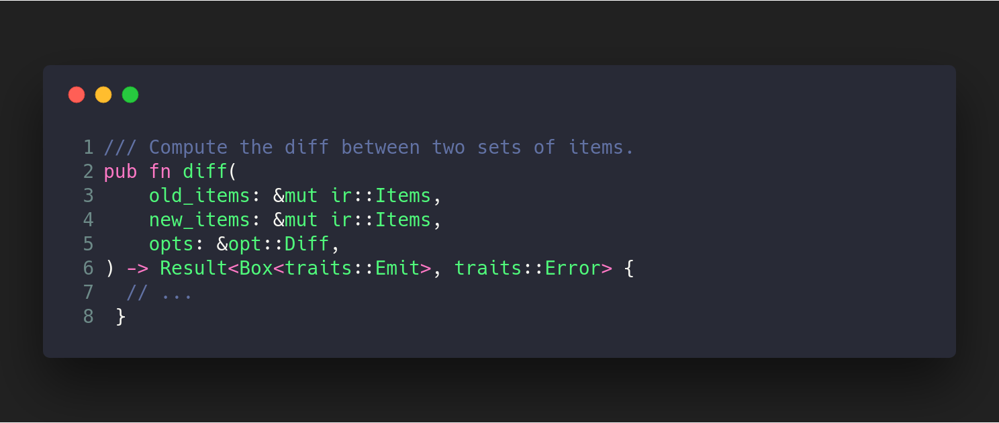 1 /// Compute the diff between two sets of items.
2 pub fn diff(
3     old_items: &mut ir::Items,
4     new_items: &mut ir::Items,
5     opts: &opt::Diff,
6 ) -> Result<Box<traits::Emit>, traits::Error> {
7   // ...
8  }